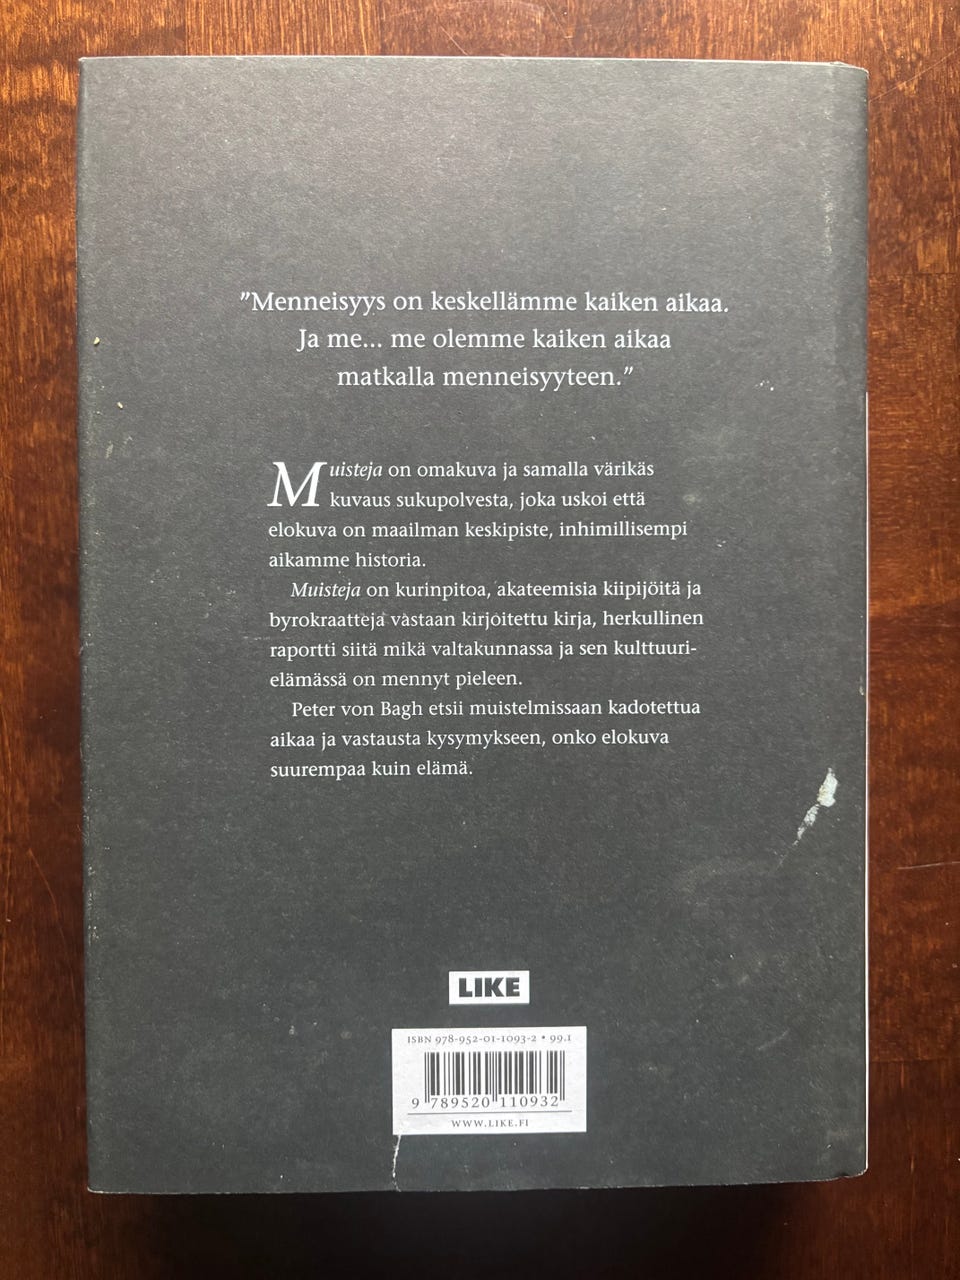 ”Menneisyys on keskellämme kaiken aikaa.
Ja me... me olemme kaiken aikaa
matkalla menneisyyteen.”
Muisteja on omakuva ja samalla värikäs
kuvaus sukupolvesta, joka uskoi että
elokuva on maailman keskipiste, inhimillisempi
aikamme historia.
Muisteja on kurinpitoa, akateemisia kiipijöitä ja
byrokraatteja vastaan kirjoitettu kirja, herkullinen
raportti siitä mikä valtakunnassa ja sen kulttuuri-
elämässä on mennyt pieleen.
Peter von Bagh etsii muistelmissaan kadotettua
aikaa ja vastausta kysymykseen, onko elokuva
suurempaa kuin elämä.
LIKE
ISBN 978-952-01-1093-2 • 99.1
9 789520 110932
WWW.LIKE.FI